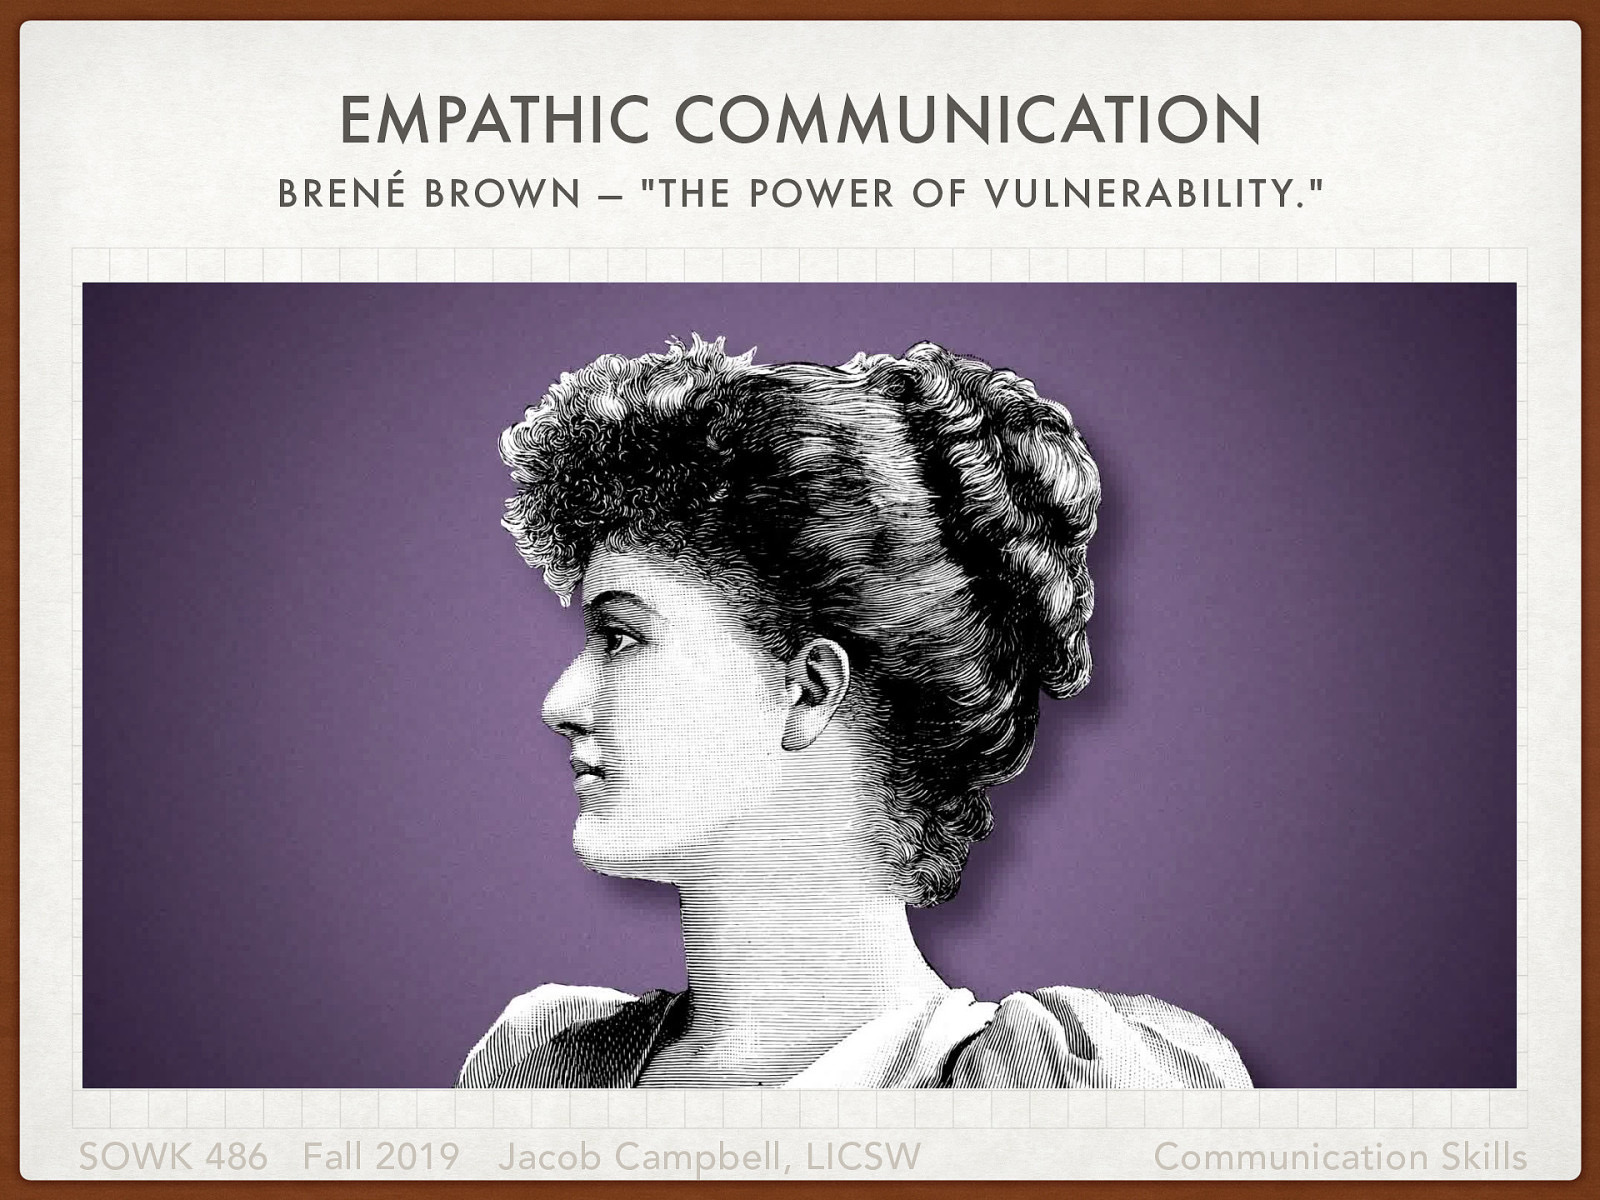 EMPATHIC COMMUNICATION
BRENÉ BROWN – "THE POWER OF VULNERABILITY."
SOWK 486 Fall 2019 Jacob Campbell, LICSW Communication Skills